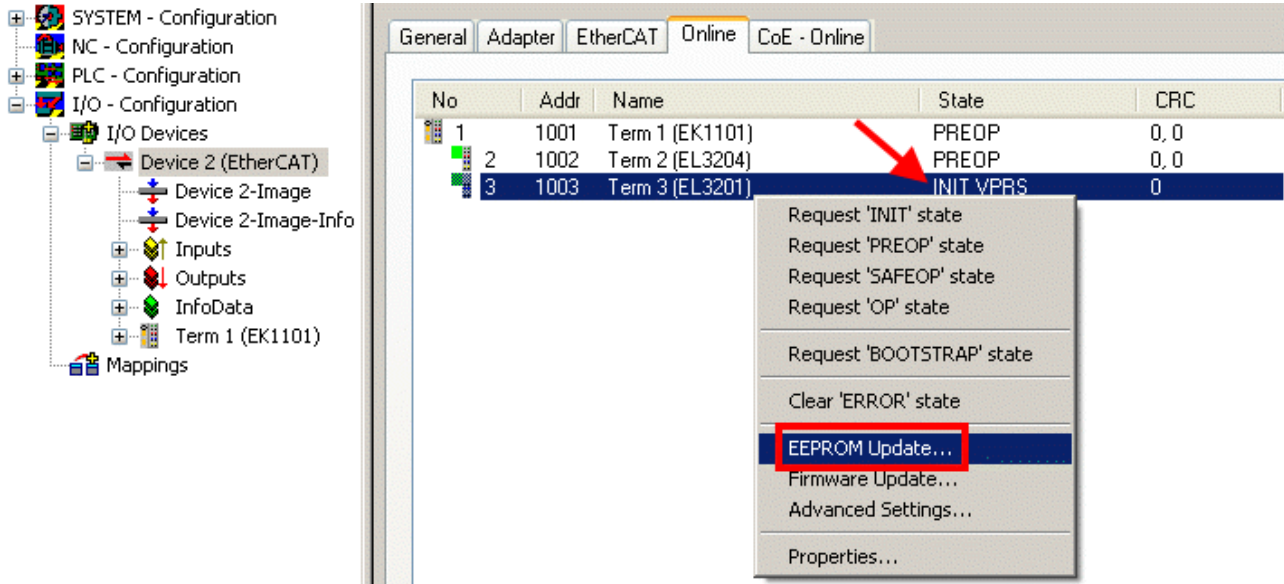 SYSTEM - Configuration
NC - Configuration
PLC - Configuration
I/O - Configuration
I/O Devices
Device 2 (EtherCAT)
Device 2-Image
Device 2-Image-Info
Inputs
Outputs
InfoData
Term 1 (EK1101)
Mappings
General Adapter EtherCAT Online CoE - Online
No Addr Name State CRC
1 1001 Term 1 (EK1101) PREOP 0, 0
2 1002 Term 2 (EL3204) PREOP 0, 0
3 1003 Term 3 (EL3201) INIT VPRS 0
Request 'INIT' state
Request 'PREOP' state
Request 'SAFEOP' state
Request 'OP' state
Request 'BOOTSTRAP' state
Clear 'ERROR' state
EEPROM Update...
Firmware Update...
Advanced Settings...
Properties...